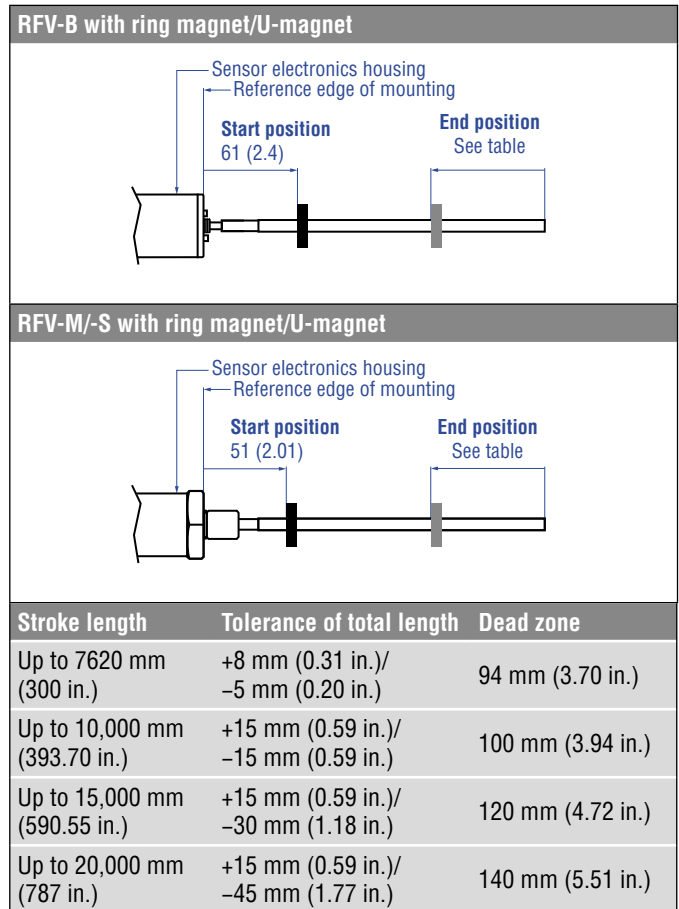 RFV-B with ring magnet/U-magnet
Sensor electronics housing
Reference edge of mounting
Start position
61 (2.4)
End position
See table
RFV-M/-S with ring magnet/U-magnet
Sensor electronics housing
Reference edge of mounting
Start position
51 (2.01)
End position
See table
Stroke length Tolerance of total length Dead zone
Up to 7620 mm
(300 in.)
+8 mm (0.31 in.)/
−5 mm (0.20 in.)
94 mm (3.70 in.)
Up to 10,000 mm
(393.70 in.)
+15 mm (0.59 in.)/
−15 mm (0.59 in.)
100 mm (3.94 in.)
Up to 15,000 mm
(590.55 in.)
+15 mm (0.59 in.)/
−30 mm (1.18 in.)
120 mm (4.72 in.)
Up to 20,000 mm
(787 in.)
+15 mm (0.59 in.)/
−45 mm (1.77 in.)
140 mm (5.51 in.)